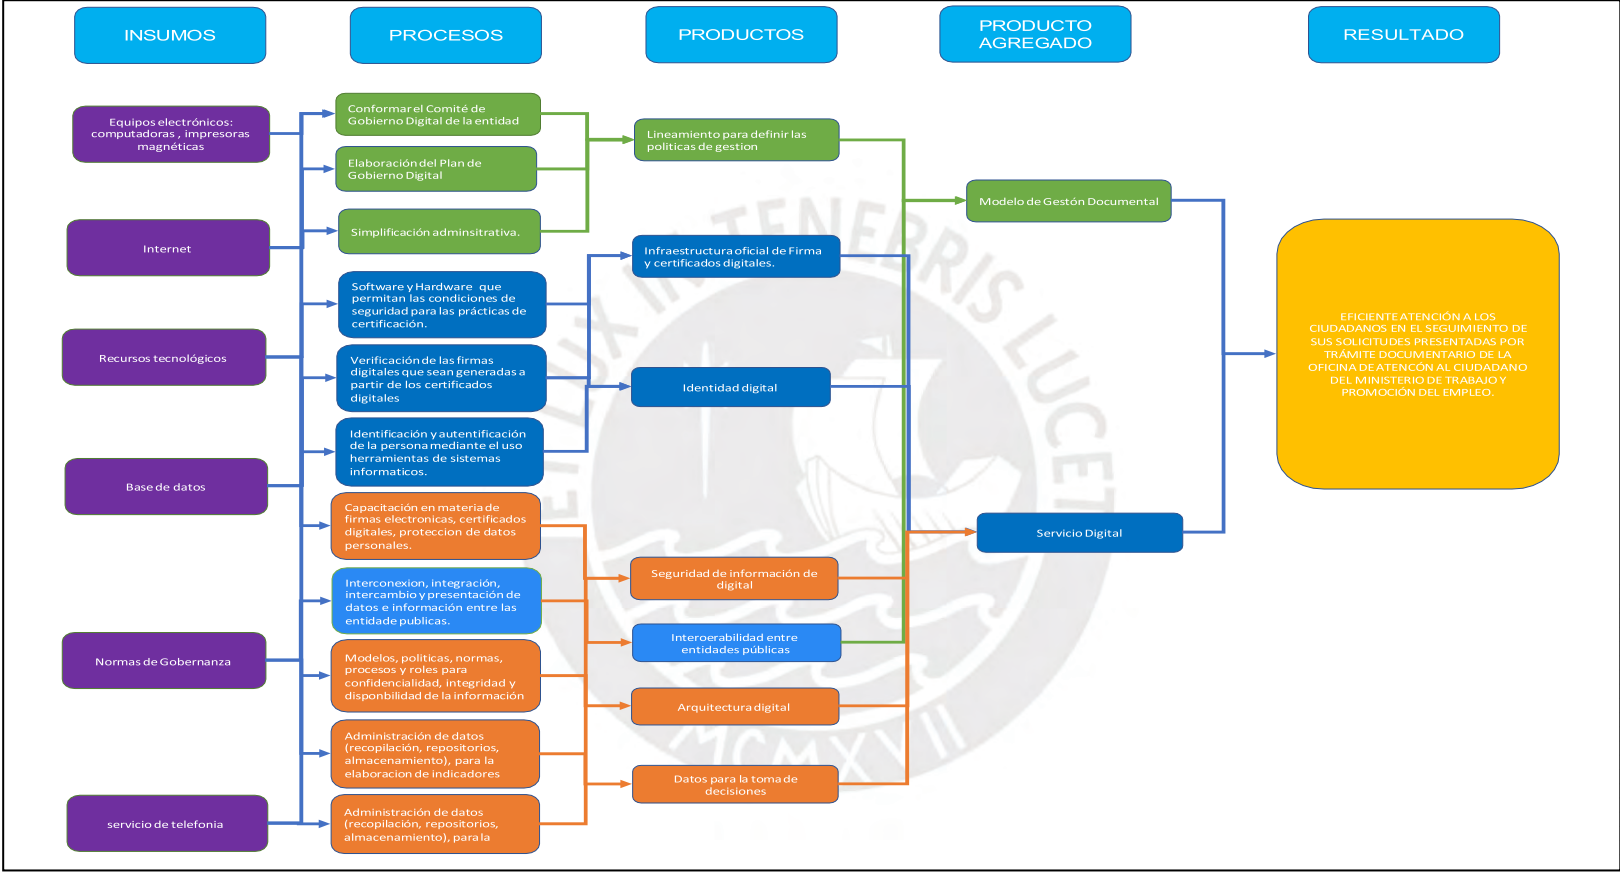 INSUMOS
PROCESOS
PRODUCTOS
PRODUCTO
AGREGADO
RESULTADO
Equipos electrónicos:
computadoras , impresoras
magnéticas
Internet
Recursos tecnológicos
Base de datos
Normas de Gobernanza
servicio de telefonia
Conformar el Comité de
Gobierno Digital de la entidad
Elaboración del Plan de
Gobierno Digital
Simplificación adminsitrativa.
Software y Hardware que
permitan las condiciones de
seguridad para las prácticas de
certificación.
Verificación de las firmas
digitales que sean generadas a
partir de los certificados
digitales
Identificación y autentificación
de la persona mediante el uso
herramientas de sistemas
informaticos.
Capacitación en materia de
firmas electronicas, certificados
digitales, proteccion de datos
personales.
Interconexion, integración,
intercambio y presentación de
datos e información entre las
entidade publicas.
Modelos, politicas, normas,
procesos y roles para
confidencialidad, integridad y
disponbilidad de la información
Administración de datos
(recopilación, repositorios,
almacenamiento), para la
elaboracion de indicadores
Administración de datos
(recopilación, repositorios,
almacenamiento), para la
Lineamiento para definir las
politicas de gestion
Infraestructura oficial de Firma
y certificados digitales.
Identidad digital
Seguridad de información de
digital
Interoerabilidad entre
entidades públicas
Arquitectura digital
Datos para la toma de
decisiones
Modelo de Gestón Documental
Servicio Digital
EFICIENTE ATENCIÓN A LOS
CIUDADANOS EN EL SEGUIMIENTO DE
SUS SOLICITUDES PRESENTADAS POR
TRÁMITE DOCUMENTARIO DE LA
OFICINA DE ATENCÓN AL CIUDADANO
DEL MINISTERIO DE TRABAJO Y
PROMOCIÓN DEL EMPLEO.
ET LUX IN TENEBRIS LUCET
MCMXVII